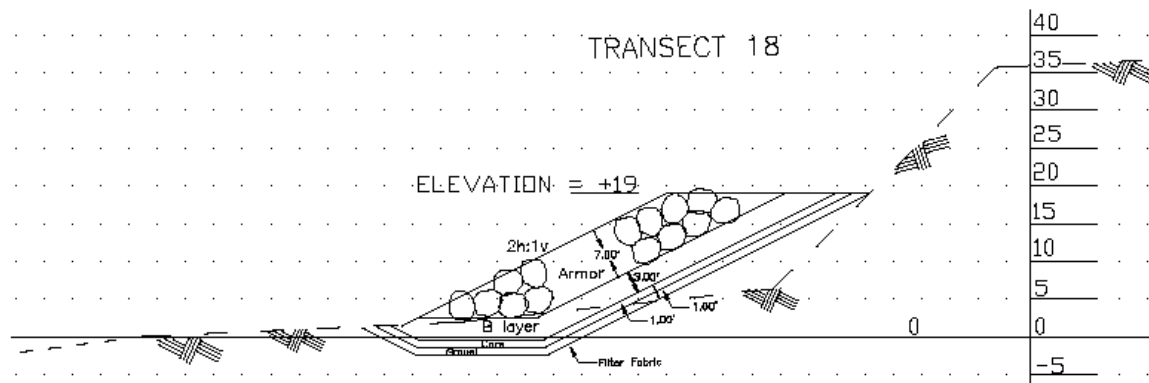 TRANSECT 18
40
35
30
25
20
ELEVATION = +19
15
2h:1v
7.00'
10
Armor
3.00'
5
1.00'
1.00'
B layer
0
0
Core
Gravel
Filter Fabric
-5